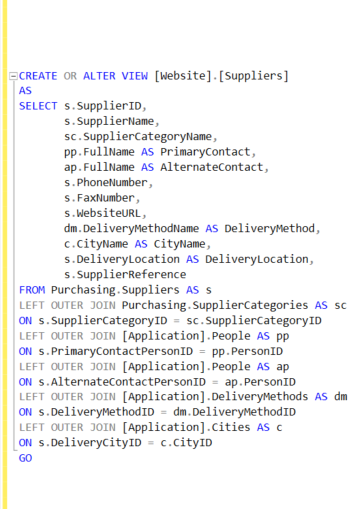 CREATE OR ALTER VIEW [Website].[Suppliers]
AS
SELECT s.SupplierID,
s.SupplierName,
sc.SupplierCategoryName,
pp.FullName AS PrimaryContact,
ap.FullName AS AlternateContact,
s.PhoneNumber,
s.FaxNumber,
s.WebsiteURL,
dm.DeliveryMethodName AS DeliveryMethod,
c.CityName AS CityName,
s.DeliveryLocation AS DeliveryLocation,
s.SupplierReference
FROM Purchasing.Suppliers AS s
LEFT OUTER JOIN Purchasing.SupplierCategories AS sc
ON s.SupplierCategoryID = sc.SupplierCategoryID
LEFT OUTER JOIN [Application].People AS pp
ON s.PrimaryContactPersonID = pp.PersonID
LEFT OUTER JOIN [Application].People AS ap
ON s.AlternateContactPersonID = ap.PersonID
LEFT OUTER JOIN [Application].DeliveryMethods AS dm
ON s.DeliveryMethodID = dm.DeliveryMethodID
LEFT OUTER JOIN [Application].Cities AS c
ON s.DeliveryCityID = c.CityID
GO